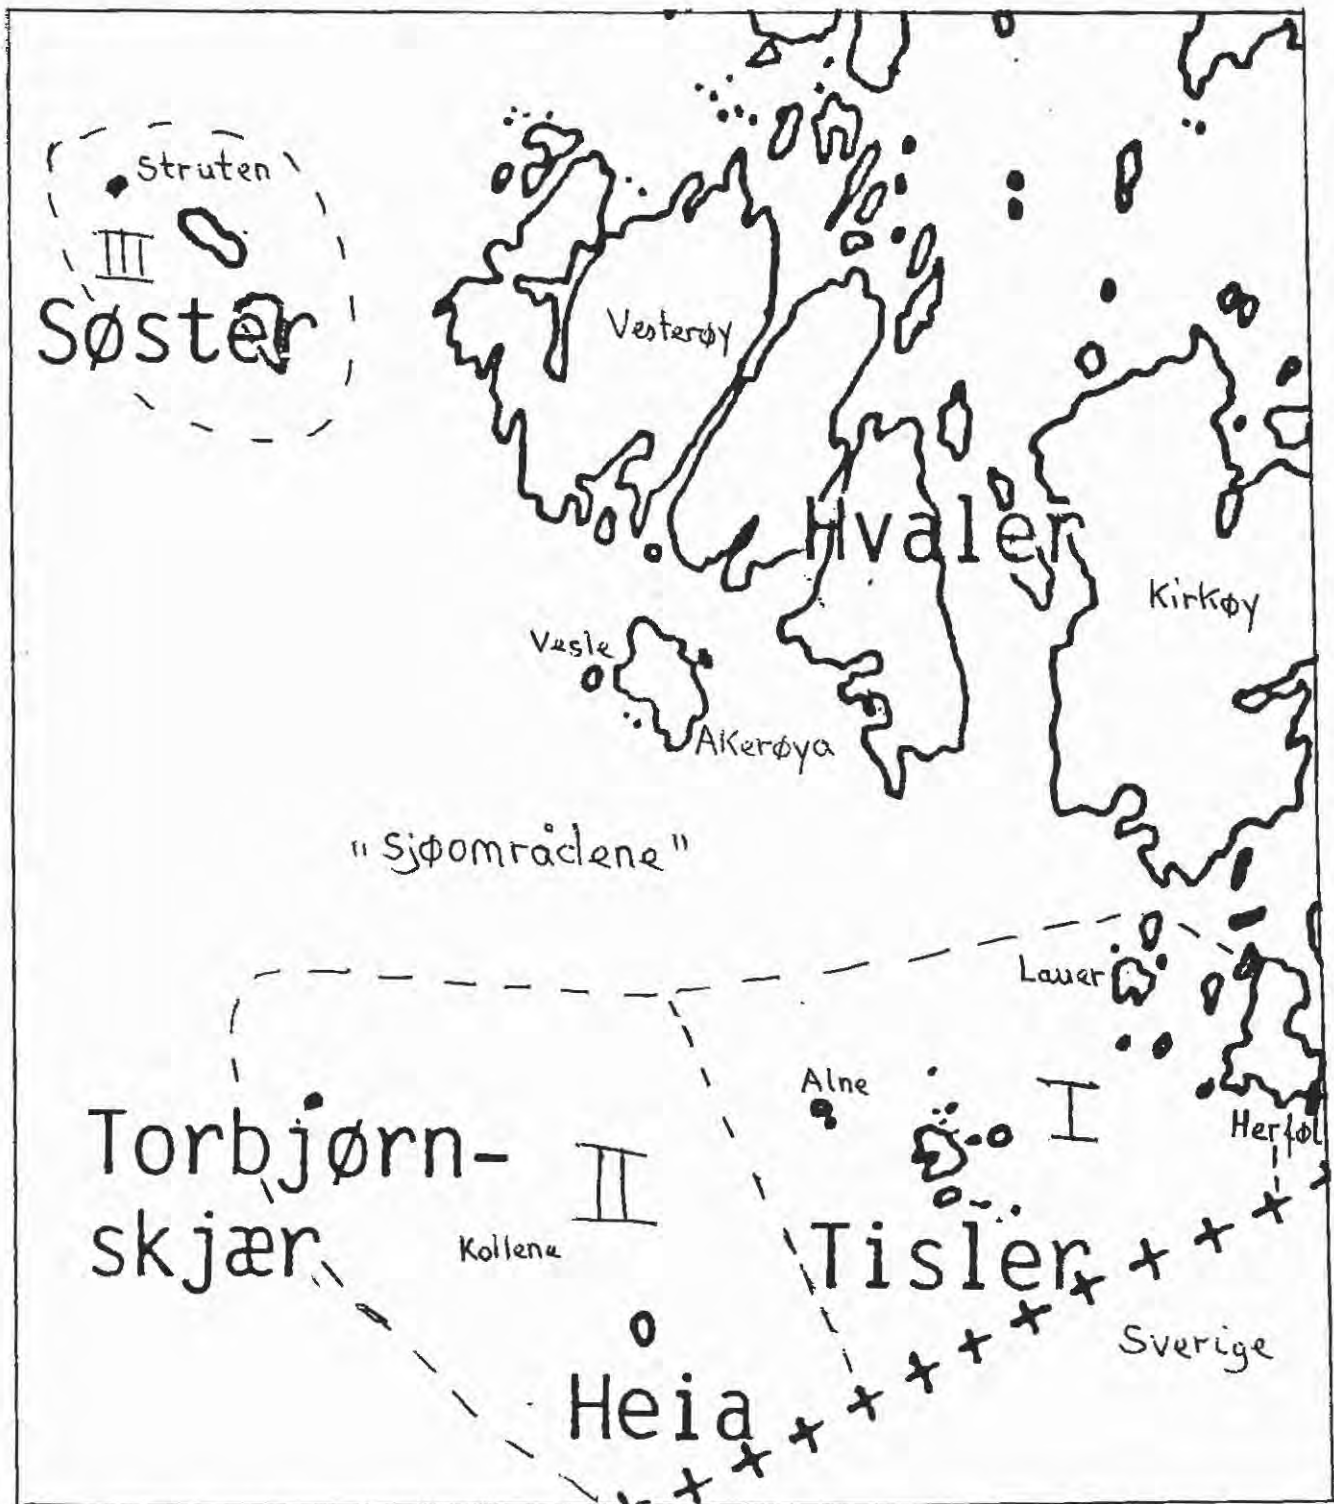 Struten
III
Søster
Vesterøy
Hvaler
Kirkøy
Vesle
Akerøya
"Sjøområdene"
Lauer
Alne
I
Herføl
Torbjørn-
skjær
II
Kollene
Tisler
Sverige
Heia